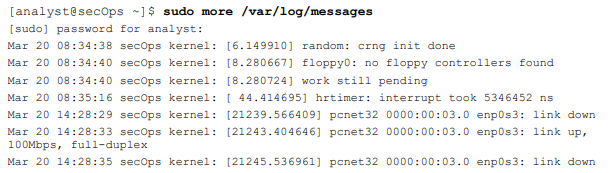 [analyst@secOps ~]$ sudo more /var/log/messages
[sudo] password for analyst:
Mar 20 08:34:38 secOps kernel: [6.149910] random: crng init done
Mar 20 08:34:40 secOps kernel: [8.280667] floppy0: no floppy controllers found
Mar 20 08:34:40 secOps kernel: [8.280724] work still pending
Mar 20 08:35:16 secOps kernel: [ 44.414695] hrtimer: interrupt took 5346452 ns
Mar 20 14:28:29 secOps kernel: [21239.566409] pcnet32 0000:00:03.0 enp0s3: link down
Mar 20 14:28:33 secOps kernel: [21243.404646] pcnet32 0000:00:03.0 enp0s3: link up,
100Mbps, full-duplex
Mar 20 14:28:35 secOps kernel: [21245.536961] pcnet32 0000:00:03.0 enp0s3: link down